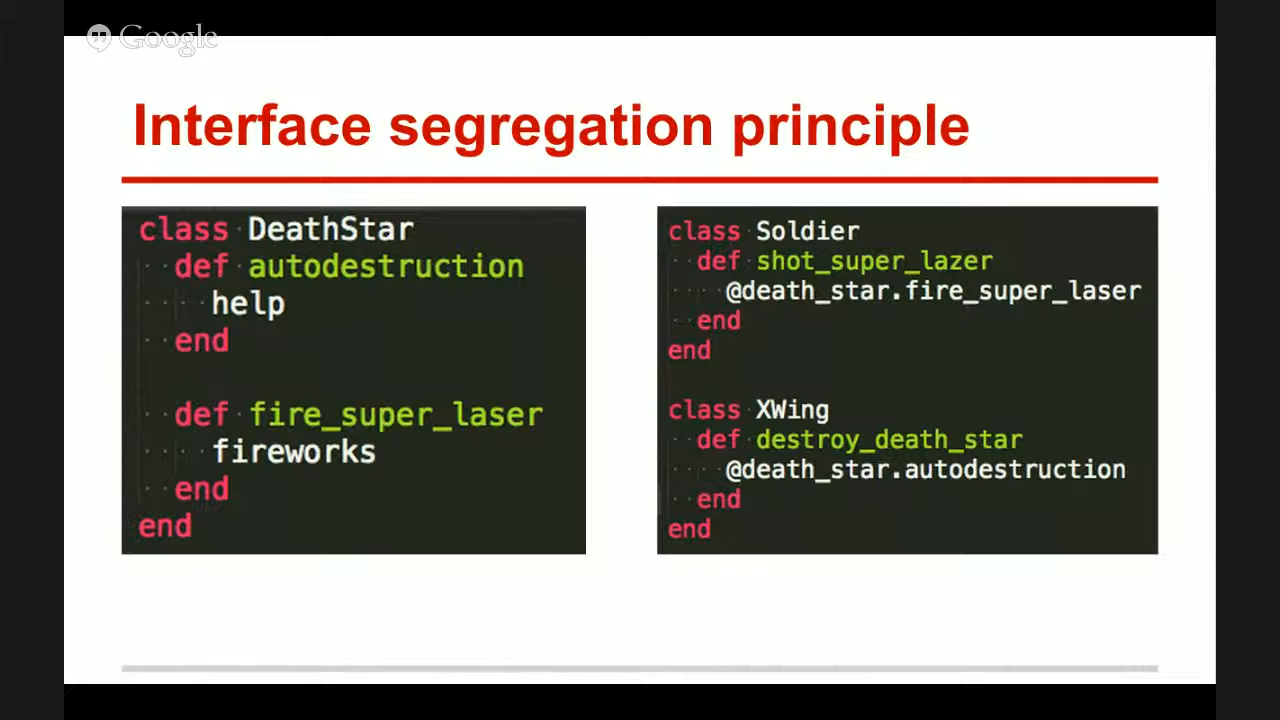 Google
Interface segregation principle
class DeathStar
def autodestruction
help
end
def fire_super_laser
fireworks
end
end
class Soldier
def shot_super_lazer
@death_star.fire_super_laser
end
end
class XWing
def destroy_death_star
@death_star.autodestruction
end
end